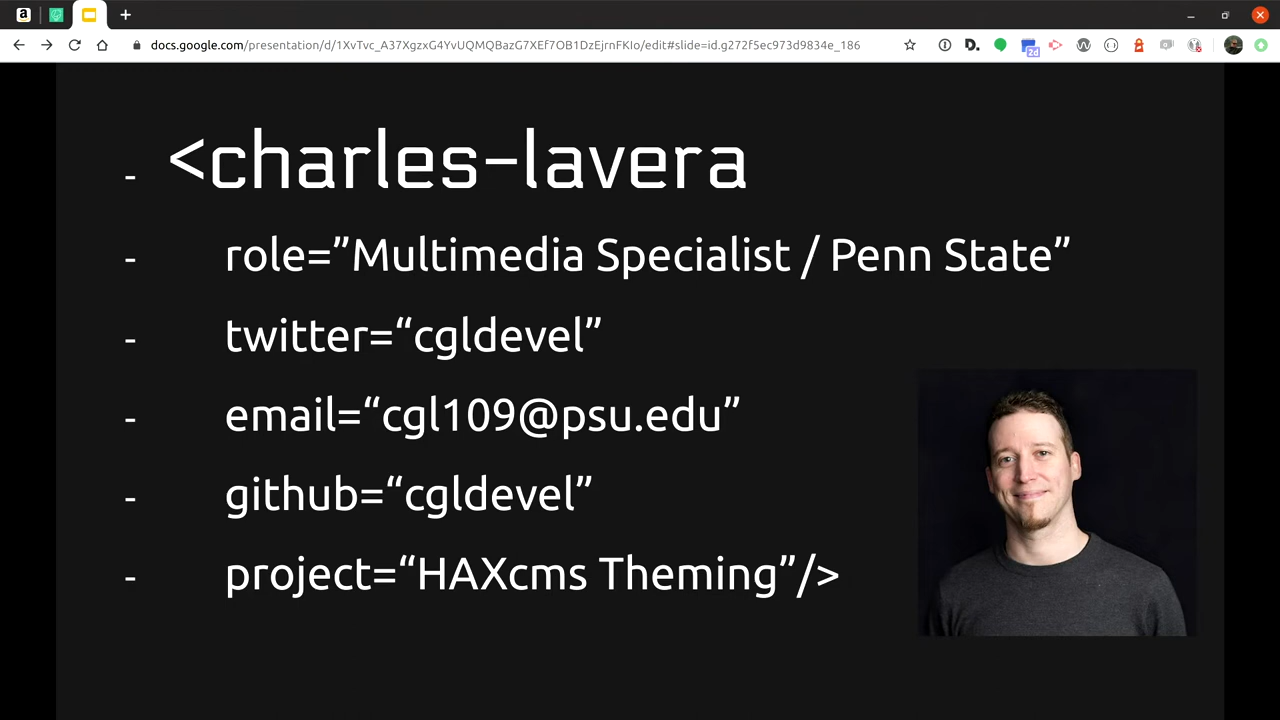 docs.google.com/presentation/d/1XvTvc_A37XgzxG4YvUQMQBazG7XEf7OB1DzEjrnFKIo/edit#slide=id.g272f5ec973d9834e_186
2d
- <charles-lavera
- role=”Multimedia Specialist / Penn State”
- twitter=“cgldevel”
- email=“cgl109@psu.edu”
- github=“cgldevel”
- project=“HAXcms Theming”/>